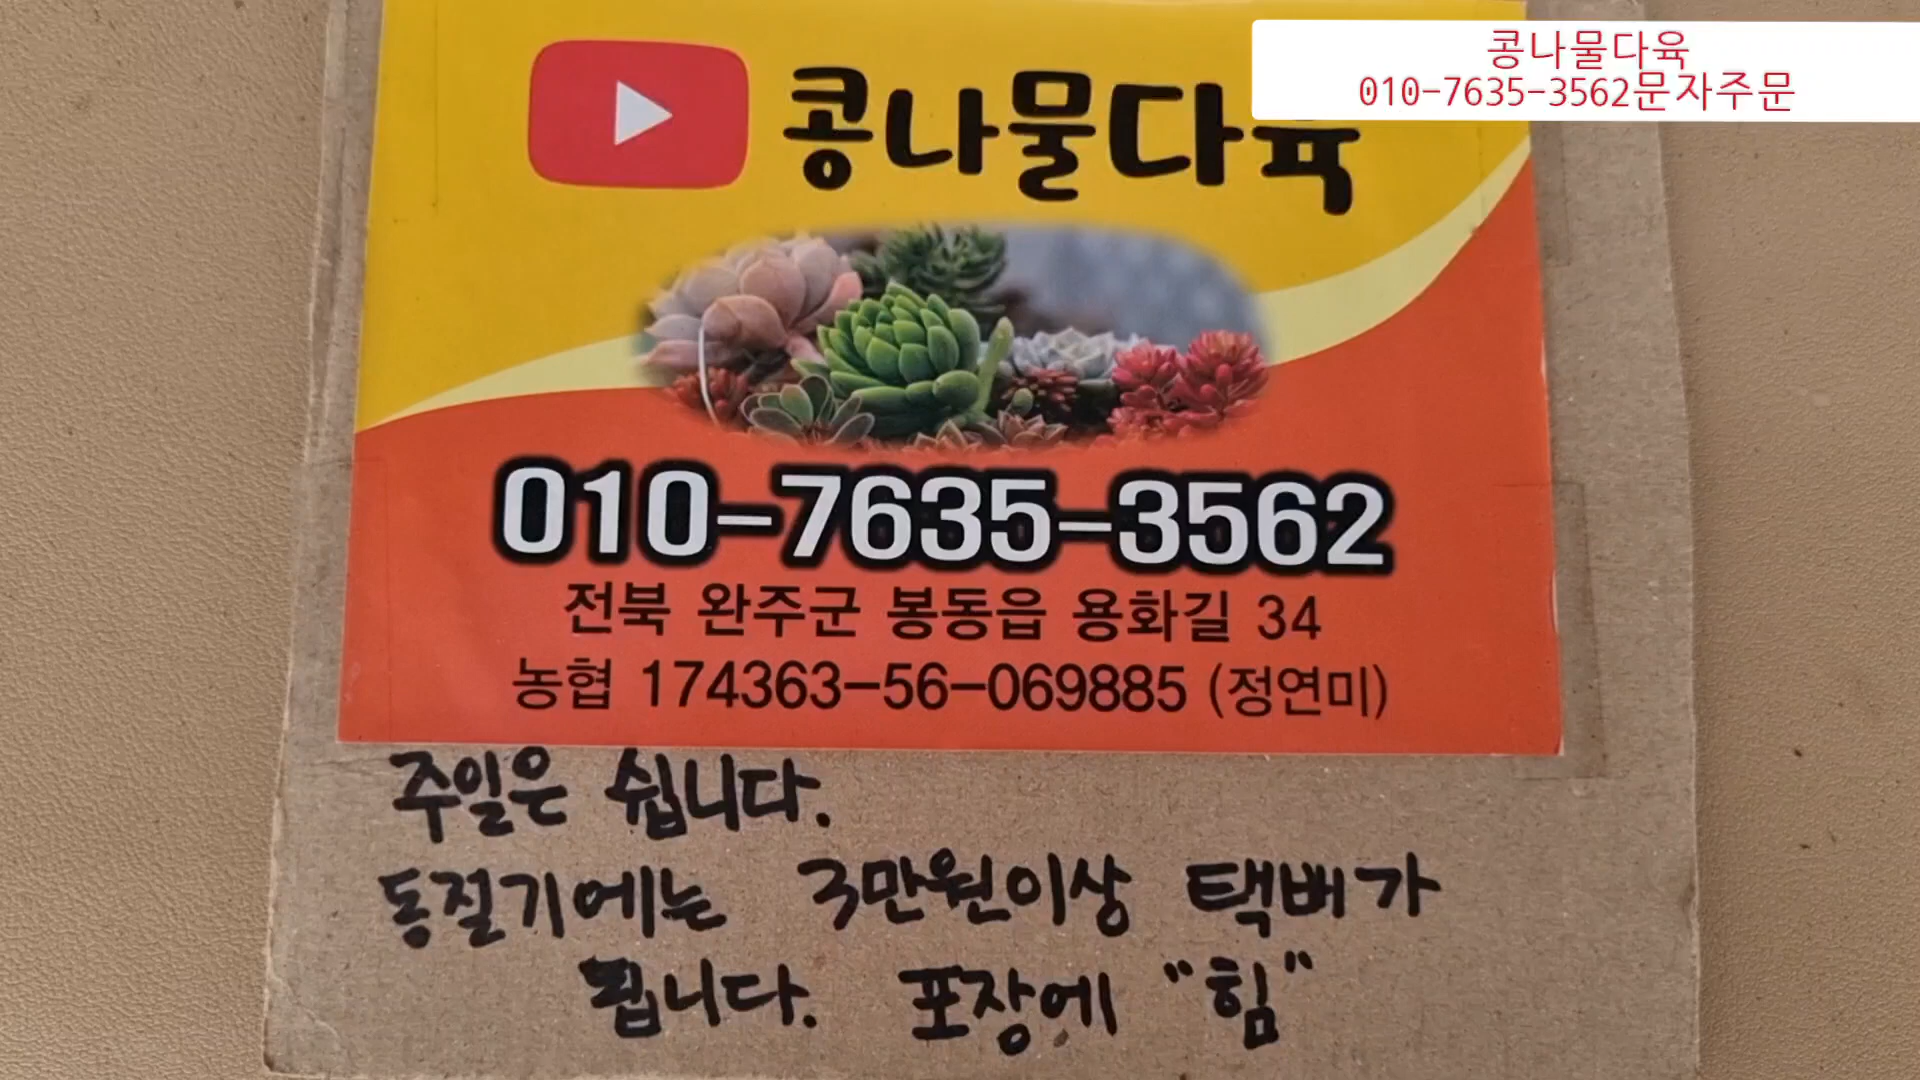 콩나물다육
010-7635-3562문자주문
콩나물다육
010-7635-3562
전북 완주군 봉동읍 용화길 34
농협 174363-56-069885 (정연미)
주일은 쉽니다.
동절기에는 3만원이상 택배가
됩니다. 포장에 "힘"